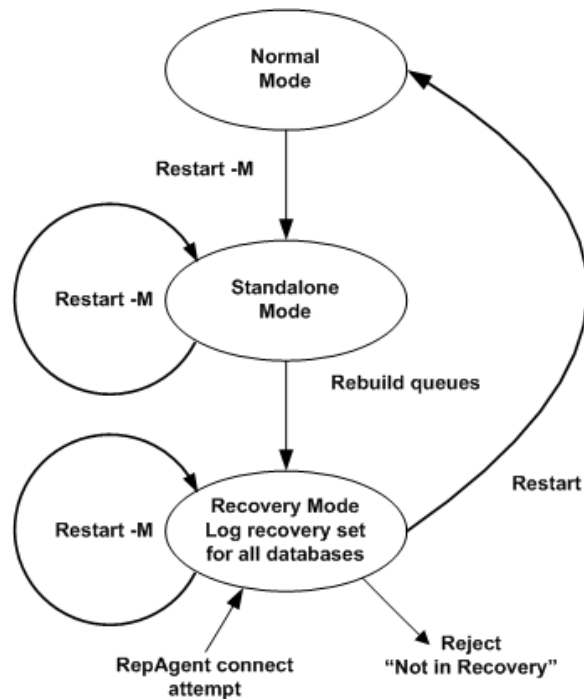 Normal
Mode
Restart -M
Restart -M
Standalone
Mode
Rebuild queues
Restart -M
Recovery Mode
Log recovery set
for all databases
Restart
RepAgent connect
attempt
Reject
“Not in Recovery”